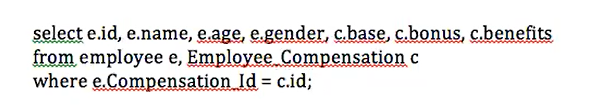 select e.id, e.name, e.age, e.gender, c.base, c.bonus, c.benefits
from employee e, Employee_Compensation c
where e.Compensation_Id = c.id;